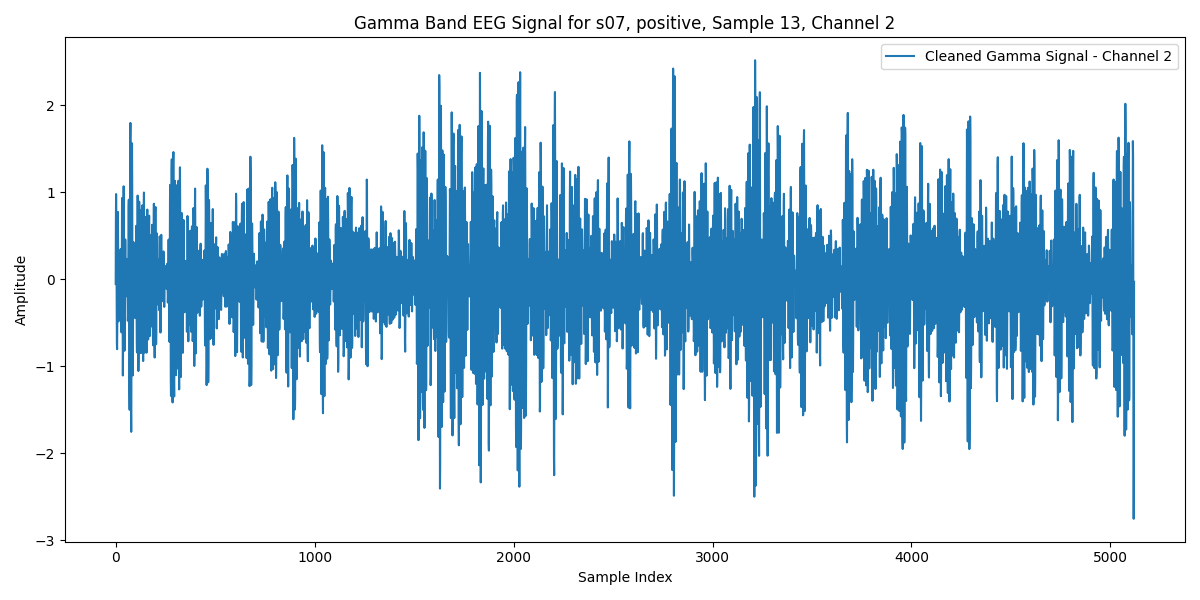 Gamma Band EEG Signal for s07, positive, Sample 13, Channel 2
Cleaned Gamma Signal - Channel 2
Amplitude
2
1
0
−1
−2
−3
0 1000 2000 3000 4000 5000
Sample Index